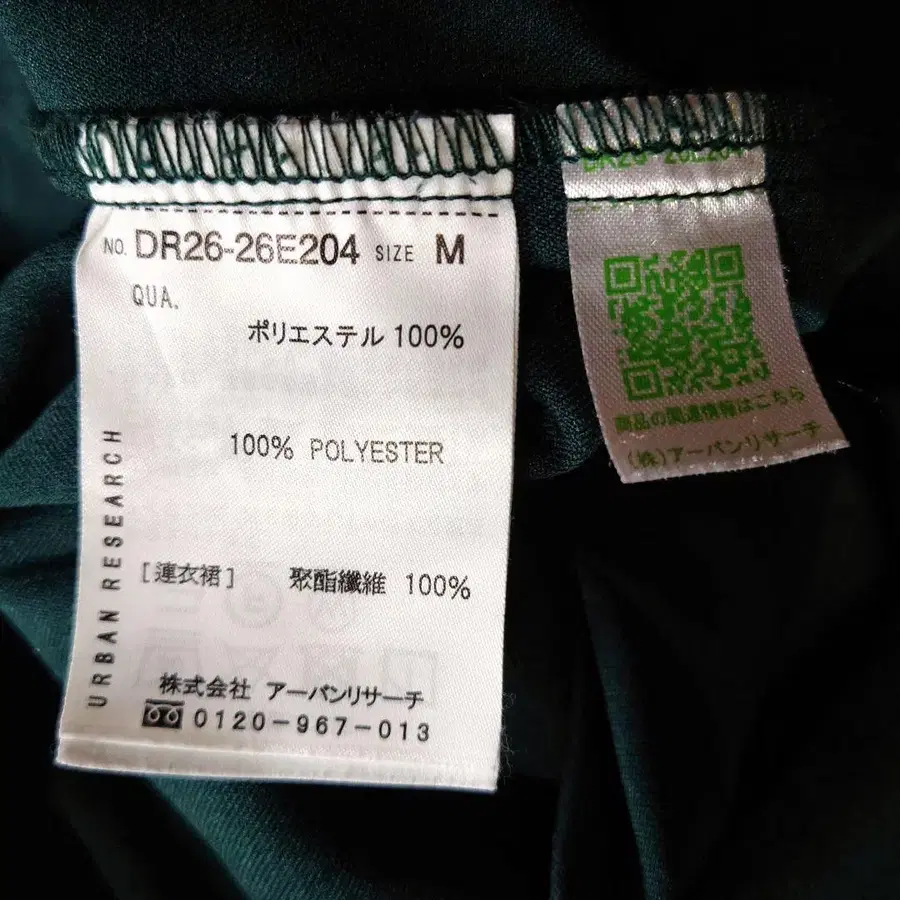 NO. DR26-26E204 SIZE M
QUA.
ポリエステル 100%
100% POLYESTER
[連衣裙] 聚酯纖維 100%
株式会社 アーバンリサーチ
0120-967-013
URBAN RESEARCH
DR26-26E204
商品の関連情報はこちら
(株)アーバンリサーチ